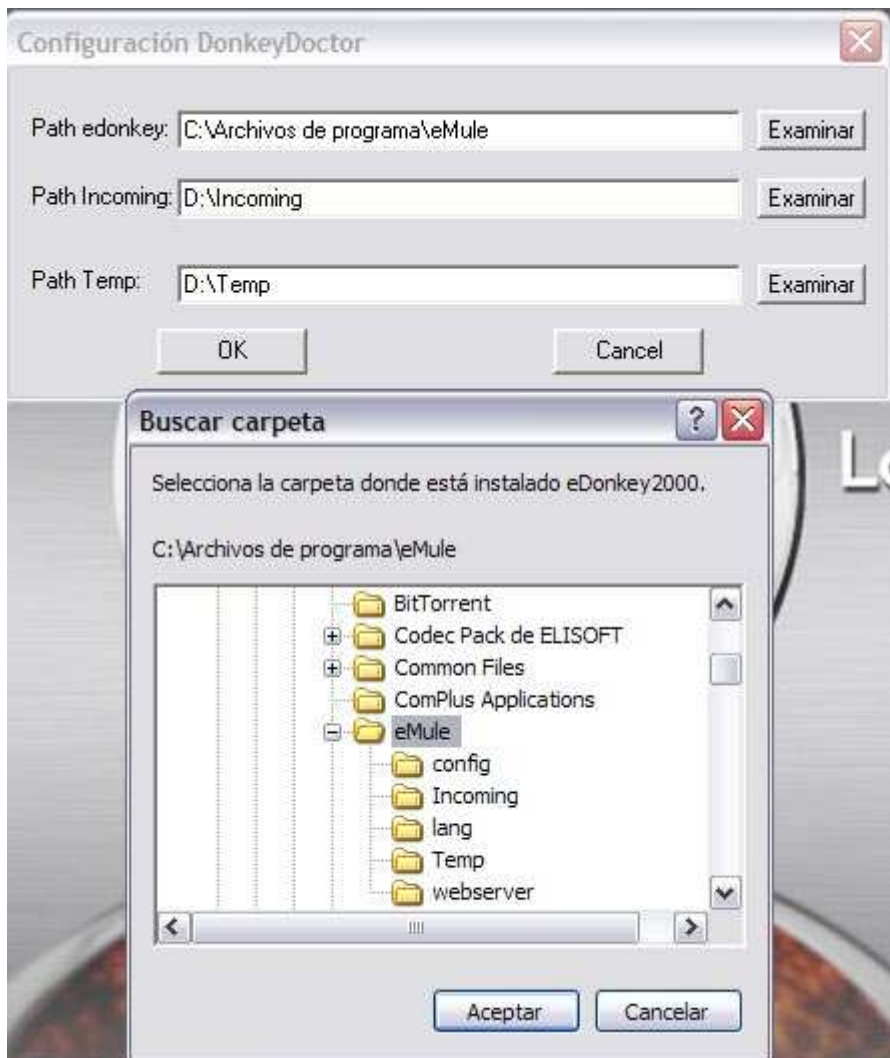 Configuración DonkeyDoctor
Path edonkey: C:\Archivos de programa\eMule Examinar
Path Incoming: D:\Incoming Examinar
Path Temp: D:\Temp Examinar
OK Cancel
Buscar carpeta
Selecciona la carpeta donde está instalado eDonkey2000.
C:\Archivos de programa\eMule
BitTorrent
Codec Pack de ELISOFT
Common Files
ComPlus Applications
eMule
config
Incoming
lang
Temp
webserver
Aceptar Cancelar